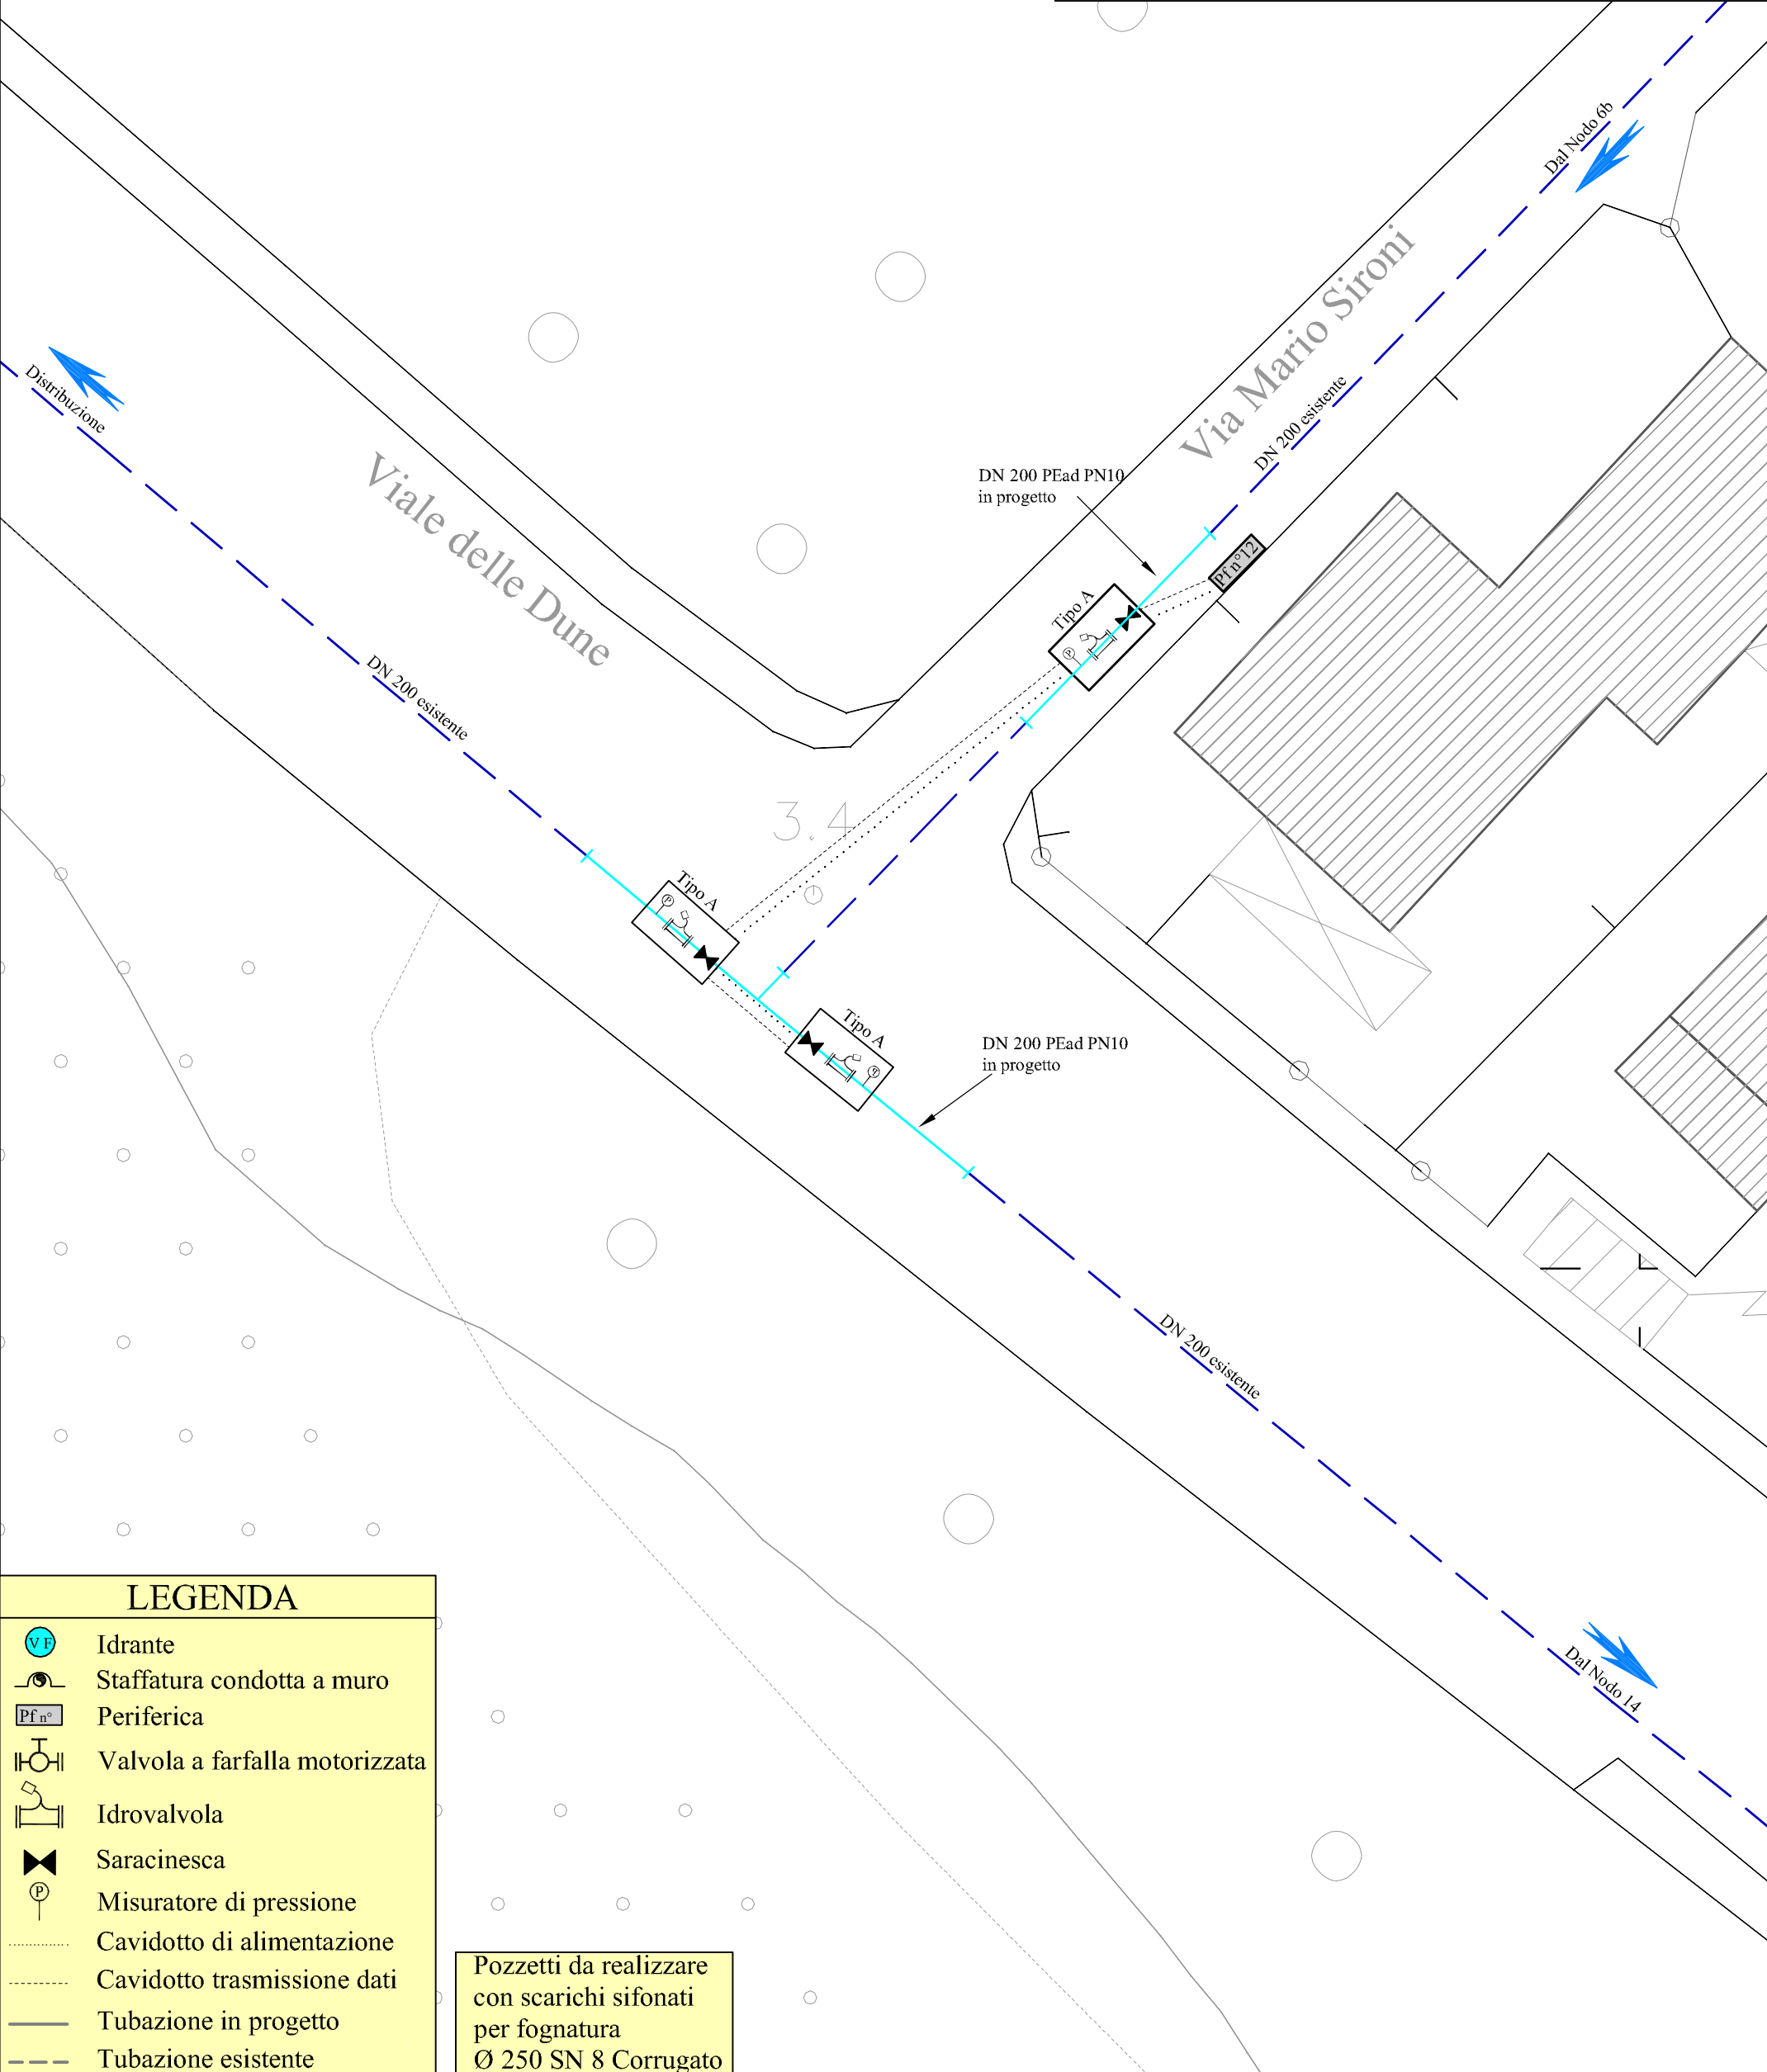 Dal Nodo 6b
Via Mario Sironi
Distribuzione
DN 200 esistente
Viale delle Dune
DN 200 PEad PN10
in progetto
Pf n°12
Tipo A
DN 200 esistente
3.4
Tipo A
P
P
Tipo A
P
DN 200 PEad PN10
in progetto
DN 200 esistente
Dal Nodo 14
LEGENDA
V F Idrante
Staffatura condotta a muro
Pf n° Periferica
Valvola a farfalla motorizzata
Idrovalvola
Saracinesca
P Misuratore di pressione
Cavidotto di alimentazione
Cavidotto trasmissione dati
Tubazione in progetto
Tubazione esistente
Pozzetti da realizzare
con scarichi sifonati
per fognatura
Ø 250 SN 8 Corrugato